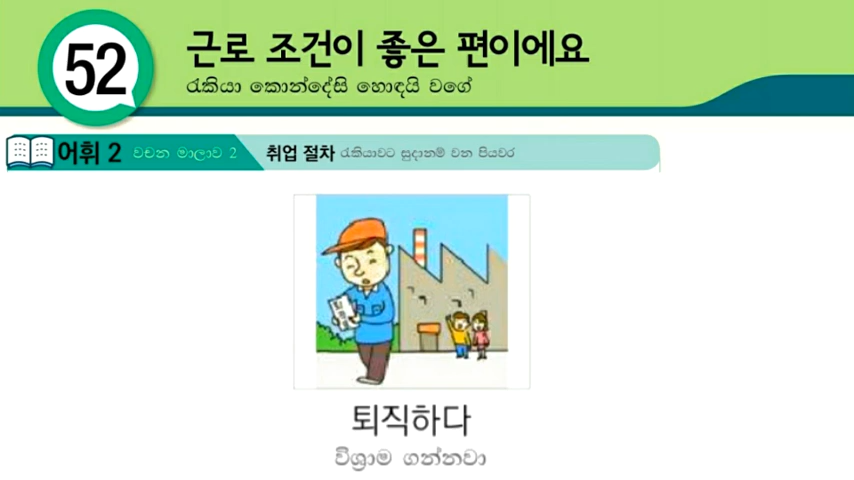 52
근로 조건이 좋은 편이에요
රැකියා කොන්දේසි හොඳයි වගේ
어휘 2 වචන මාලාව 2 취업 절차 රැකියාවට සුදානම් වන පියවර
퇴직하다
විශ්‍රාම ගන්නවා